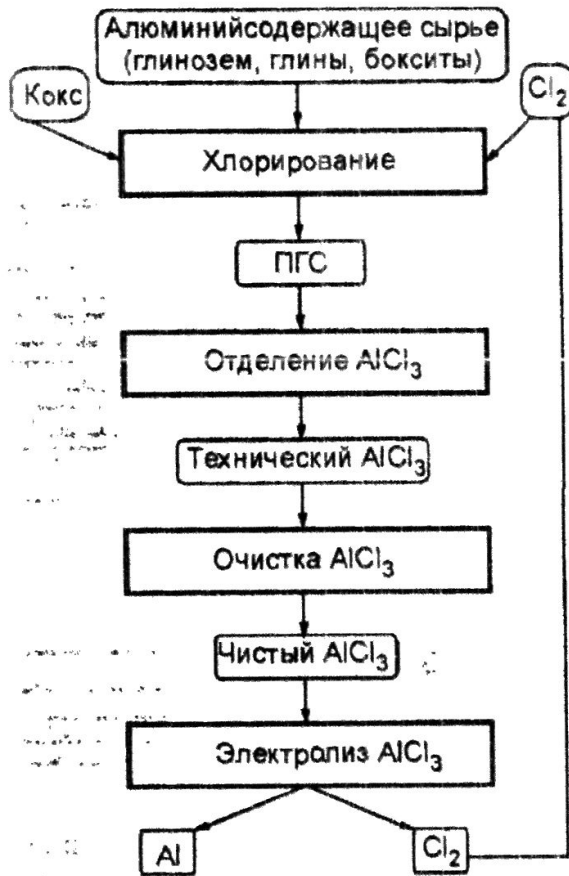 Алюминийсодержащее сырье
(глинозем, глины, бокситы)
Кокс
Cl₂
Хлорирование
ПГС
Отделение AlCl₃
Технический AlCl₃
Очистка AlCl₃
Чистый AlCl₃
Электролиз AlCl₃
Al
Cl₂